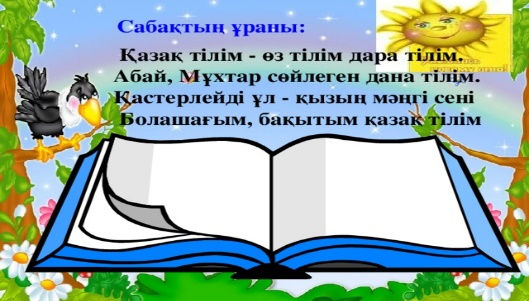 Сабақтың ұраны:
Қазақ тілім - өз тілім дара тілім.
Абай, Мұхтар сөйлеген дана тілім.
Қастерлейді ұл - қызың мәңгі сені
Болашағым, бақытым қазақ тілім